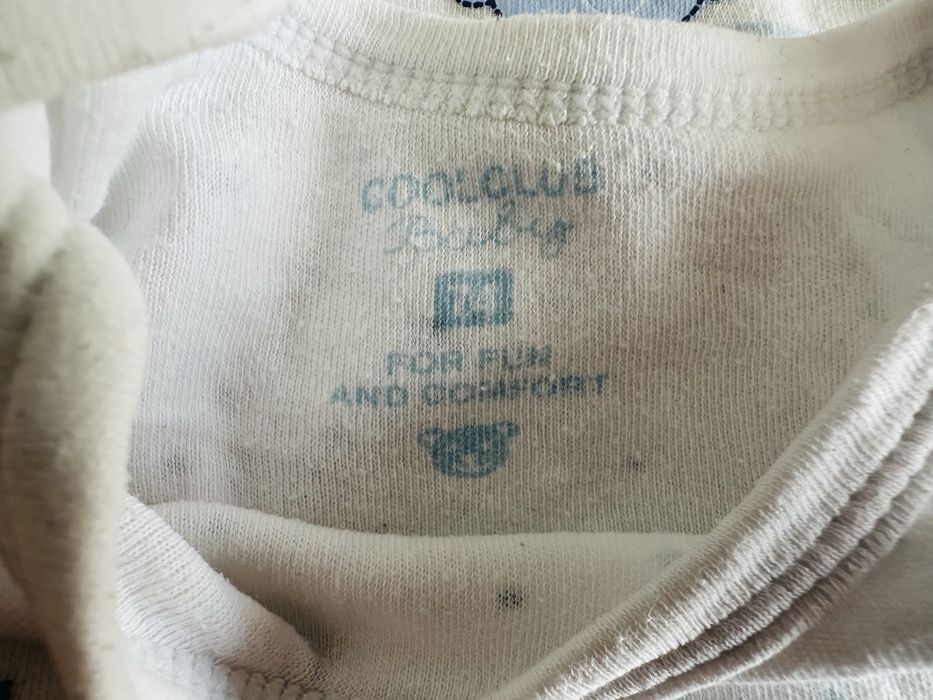 COOLCLUB
Baby
FOR FUN
AND COMFORT